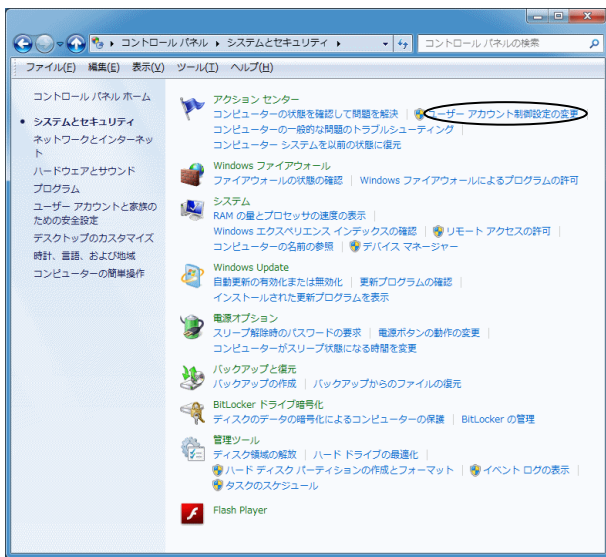 コントロール パネル ▸ システムとセキュリティ ▸
コントロール パネルの検索
ファイル(F) 編集(E) 表示(V) ツール(T) ヘルプ(H)
コントロール パネル ホーム
システムとセキュリティ
ネットワークとインターネッ
ト
ハードウェアとサウンド
プログラム
ユーザー アカウントと家族の
ための安全設定
デスクトップのカスタマイズ
時計、言語、および地域
コンピューターの簡単操作
アクション センター
コンピューターの状態を確認して問題を解決 | ユーザー アカウント制御設定の変更
コンピューターの一般的な問題のトラブルシューティング |
コンピューター システムを以前の状態に復元
Windows ファイアウォール
ファイアウォールの状態の確認 | Windows ファイアウォールによるプログラムの許可
システム
RAM の量とプロセッサの速度の表示 |
Windows エクスペリエンス インデックスの確認 | リモート アクセスの許可 |
コンピューターの名前の参照 | デバイス マネージャー
Windows Update
自動更新の有効化または無効化 | 更新プログラムの確認 |
インストールされた更新プログラムを表示
電源オプション
スリープ解除時のパスワードの要求 | 電源ボタンの動作の変更 |
コンピューターがスリープ状態になる時間を変更
バックアップと復元
バックアップの作成 | バックアップからのファイルの復元
BitLocker ドライブ暗号化
ディスクのデータの暗号化によるコンピューターの保護 | BitLocker の管理
管理ツール
ディスク領域の解放 | ハード ドライブの最適化 |
ハード ディスク パーティションの作成とフォーマット | イベント ログの表示 |
タスクのスケジュール
Flash Player